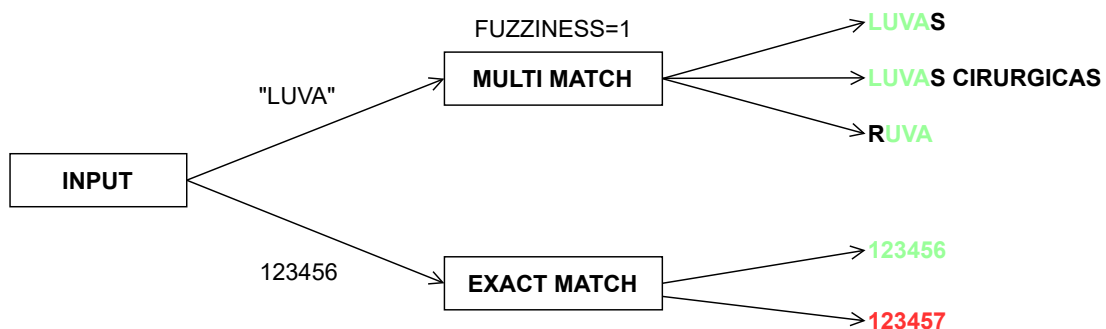 FUZZINESS=1
LUVAS
"LUVA"
MULTI MATCH
LUVAS CIRURGICAS
RUVA
INPUT
123456
EXACT MATCH
123456
123457